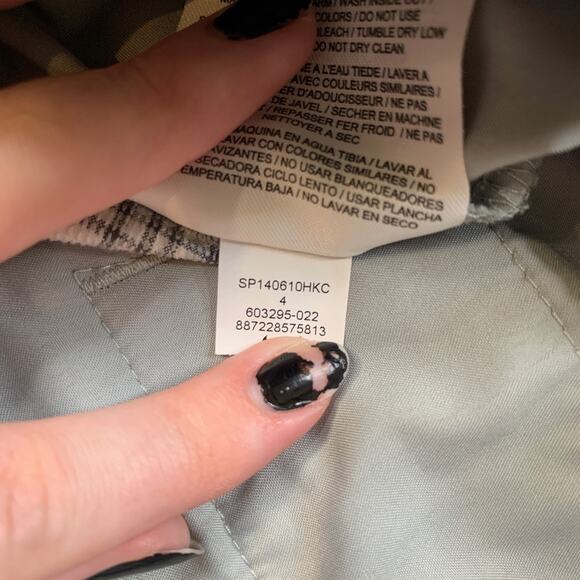 WARM / WASH INSIDE OUT /
COLORS / DO NOT USE
BLEACH / TUMBLE DRY LOW
DO NOT DRY CLEAN
E A L'EAU TIEDE / LAVER A
AVEC COULEURS SIMILAIRES /
ER D'ADOUCISSEUR / NE PAS
DE JAVEL / SECHER EN MACHINE
/ REPASSER FER FROID / NE PAS
NETTOYER A SEC
MAQUINA EN AGUA TIBIA / LAVAR AL
LAVAR CON COLORES SIMILARES / NO
AVIZANTES / NO USAR BLANQUEADORES
SECADORA CICLO LENTO / USAR PLANCHA
TEMPERATURA BAJA / NO LAVAR EN SECO
SP140610HKC
4
603295-022
887228575813